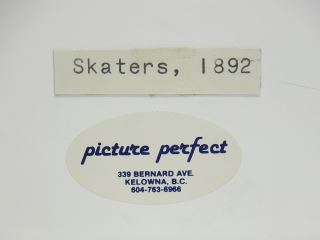 Skaters, 1892
picture perfect
339 BERNARD AVE.
KELOWNA, B.C.
604-763-6966